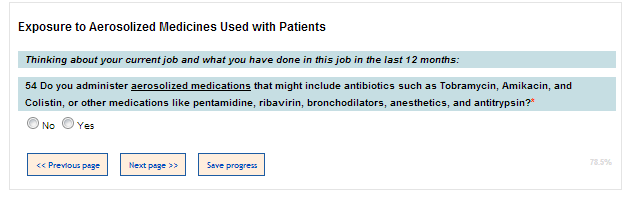 Exposure to Aerosolized Medicines Used with Patients
Thinking about your current job and what you have done in this job in the last 12 months:
54 Do you administer aerosolized medications that might include antibiotics such as Tobramycin, Amikacin, and
Colistin, or other medications like pentamidine, ribavirin, bronchodilators, anesthetics, and antitrypsin?*
No Yes
<< Previous page Next page >> Save progress 78.5%